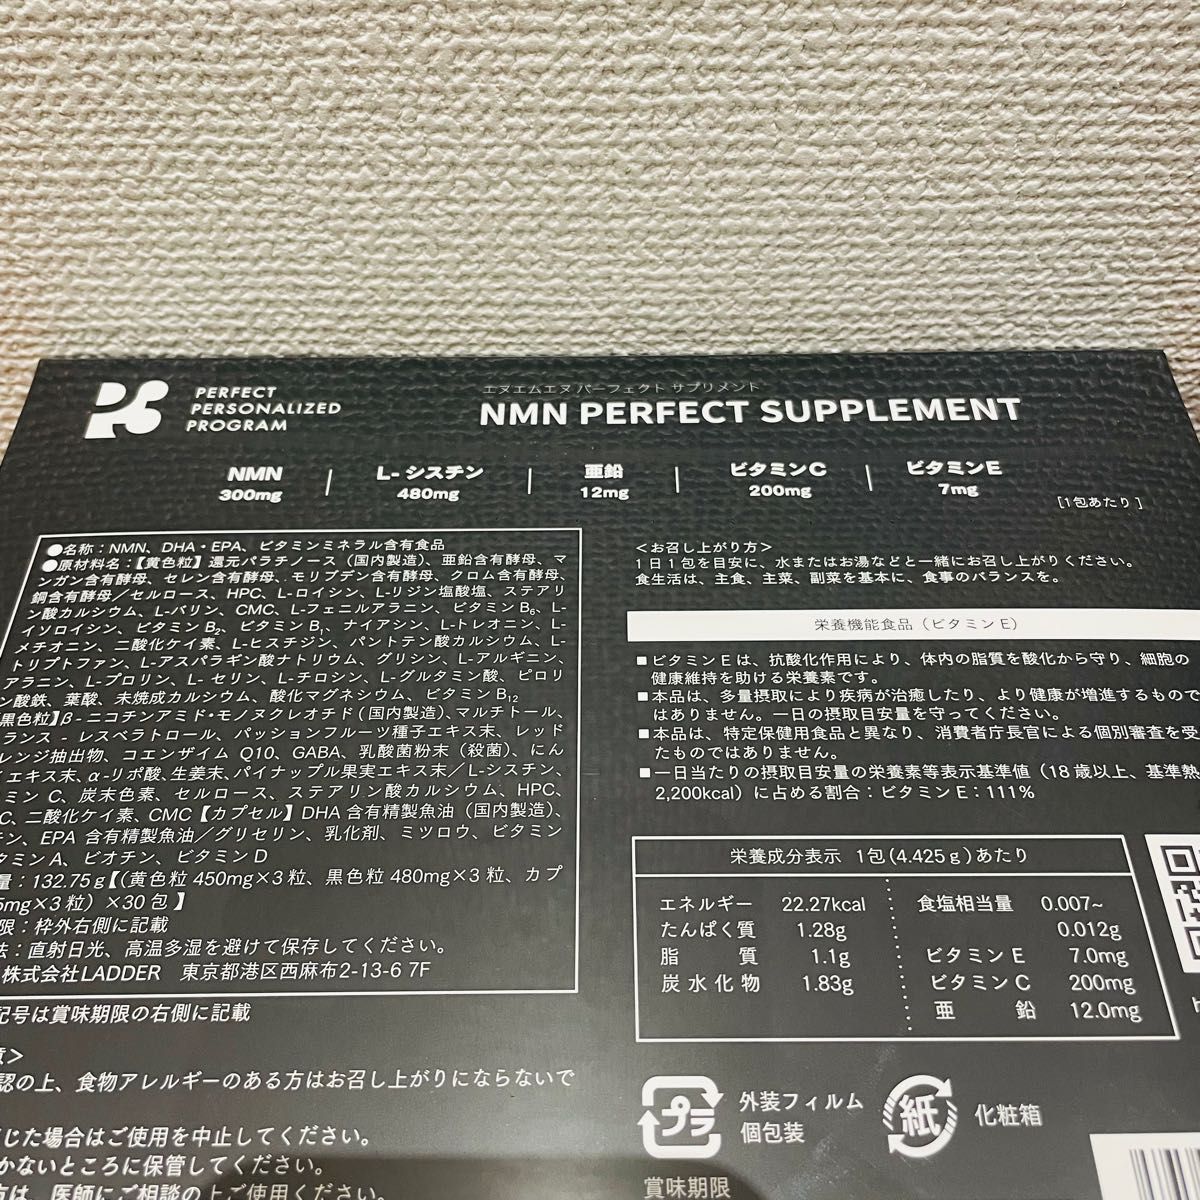 PERFECT
PERSONALIZED
PROGRAM
エヌエムエヌ パーフェクト サプリメント
NMN PERFECT SUPPLEMENT
NMN
300mg
L-シスチン
480mg
亜鉛
12mg
ビタミンC
200mg
ビタミンE
7mg
[1包あたり]
●名称：NMN、DHA・EPA、ビタミンミネラル含有食品
●原材料名：【黄色粒】還元パラチノース（国内製造）、亜鉛含有酵母、マ
ンガン含有酵母、セレン含有酵母、モリブデン含有酵母、クロム含有酵母、
銅含有酵母／セルロース、HPC、L-ロイシン、L-リジン塩酸塩、ステアリ
ン酸カルシウム、L-バリン、CMC、L-フェニルアラニン、ビタミンB₆、L-
イソロイシン、ビタミンB₂、ビタミンB₁、ナイアシン、L-トレオニン、L-
メチオニン、二酸化ケイ素、L-ヒスチジン、パントテン酸カルシウム、L-
トリプトファン、L-アスパラギン酸ナトリウム、グリシン、L-アルギニン、
アラニン、L-プロリン、L-セリン、L-チロシン、L-グルタミン酸、ピロリ
ン酸鉄、葉酸、未焼成カルシウム、酸化マグネシウム、ビタミンB₁₂
黒色粒】β-ニコチンアミド・モノヌクレオチド（国内製造）、マルチトール、
ランス-レスベラトロール、パッションフルーツ種子エキス末、レッド
レンジ抽出物、コエンザイムQ10、GABA、乳酸菌粉末（殺菌）、にん
エキス末、α-リポ酸、生姜末、パイナップル果実エキス末／L-シスチン、
ミンC、炭末色素、セルロース、ステアリン酸カルシウム、HPC、
C、二酸化ケイ素、CMC【カプセル】DHA含有精製魚油（国内製造）、
チン、EPA含有精製魚油／グリセリン、乳化剤、ミツロウ、ビタミン
タミンA、ビオチン、ビタミンD
量：132.75g【（黄色粒450mg×3粒、黒色粒480mg×3粒、カプ
5mg×3粒）×30包】
限：枠外右側に記載
法：直射日光、高温多湿を避けて保存してください。
株式会社LADDER 東京都港区西麻布2-13-6 7F
記号は賞味期限の右側に記載
意＞
認の上、食物アレルギーのある方はお召し上がりにならないで
じた場合はご使用を中止してください。
かないところに保管してください。
方は、医師にご相談の上ご使用ください。
＜お召し上がり方＞
1日1包を目安に、水またはお湯などと一緒にお召し上がりください。
食生活は、主食、主菜、副菜を基本に、食事のバランスを。
栄養機能食品（ビタミンE）
■ビタミンEは、抗酸化作用により、体内の脂質を酸化から守り、細胞の
健康維持を助ける栄養素です。
■本品は、多量摂取により疾病が治癒したり、より健康が増進するもので
はありません。一日の摂取目安量を守ってください。
■本品は、特定保健用食品と異なり、消費者庁長官による個別審査を受
たものではありません。
■一日当たりの摂取目安量の栄養素等表示基準値（18歳以上、基準熱
2,200kcal）に占める割合：ビタミンE：111%
栄養成分表示 1包(4.425g)あたり
エネルギー 22.27kcal
たんぱく質 1.28g
脂質 1.1g
炭水化物 1.83g
食塩相当量 0.007~
0.012g
ビタミンE 7.0mg
ビタミンC 200mg
亜鉛 12.0mg
プラ
外装フィルム
個包装
紙
化粧箱
賞味期限